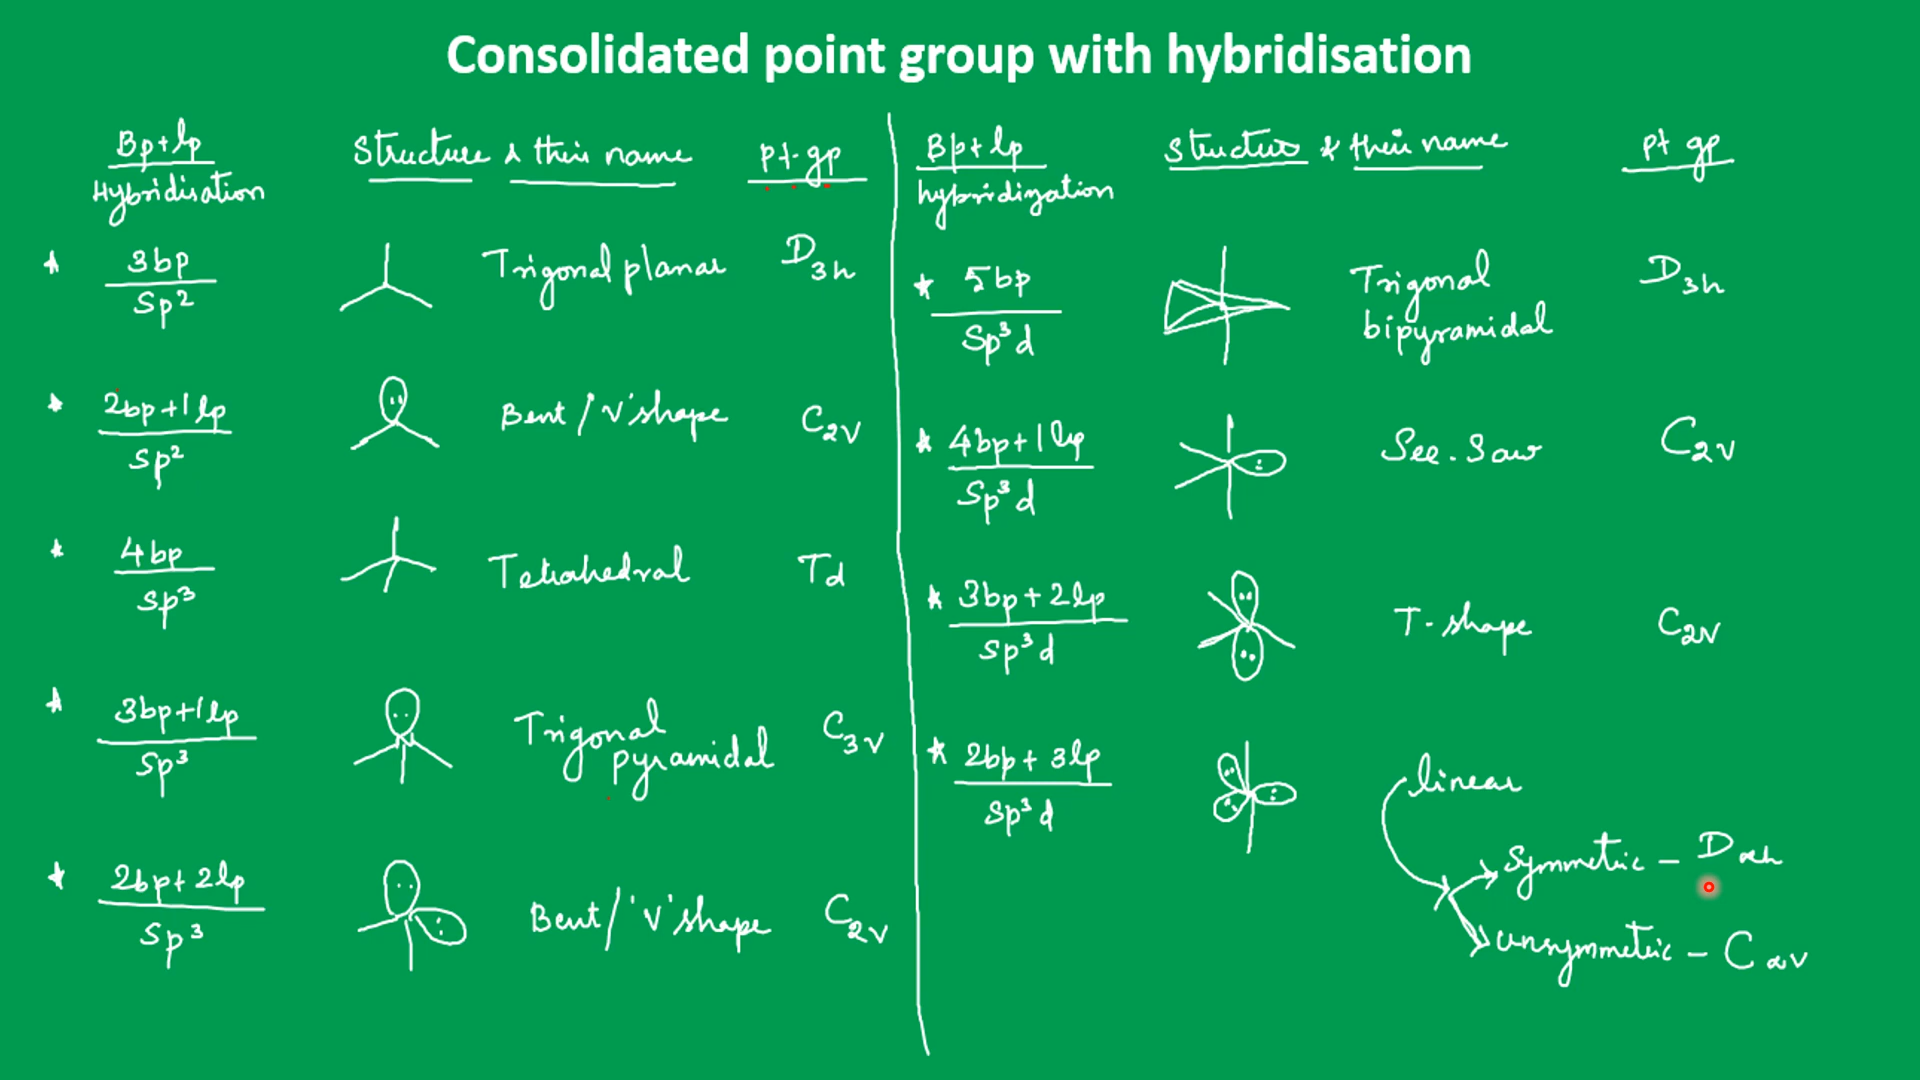 Consolidated point group with hybridisation
Bp+lp
Hybridisation
Structure & their name
pt. gp
3bp
Sp²
Trigonal planar
D3h
2bp+1lp
Sp²
Bent/'V'shape
C2v
4bp
Sp³
Tetrahedral
Td
3bp+1lp
Sp³
Trigonal
pyramidal
C3v
2bp+2lp
Sp³
Bent/'V'shape
C2v
Bp+lp
hybridization
Structure & their name
pt gp
5bp
Sp³d
Trigonal
bipyramidal
D3h
4bp+1lp
Sp³d
See-Saw
C2v
3bp+2lp
Sp³d
T-shape
C2v
2bp+3lp
Sp³d
linear
Symmetric - D∝h
unsymmetric - C∝v